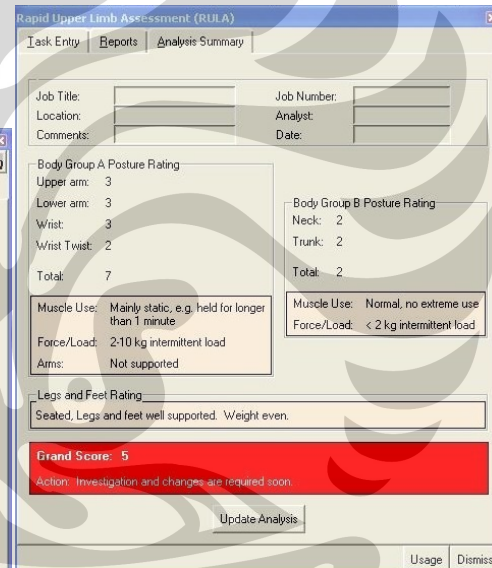 Rapid Upper Limb Assessment (RULA)
Task Entry Reports Analysis Summary
Job Title: Job Number:
Location: Analyst:
Comments: Date:
Body Group A Posture Rating
Upper arm: 3
Lower arm: 3
Wrist: 3
Wrist Twist: 2
Total: 7
Muscle Use: Mainly static, e.g. held for longer
than 1 minute
Force/Load: 2-10 kg intermittent load
Arms: Not supported
Body Group B Posture Rating
Neck: 2
Trunk: 2
Total: 2
Muscle Use: Normal, no extreme use
Force/Load: < 2 kg intermittent load
Legs and Feet Rating
Seated, Legs and feet well supported. Weight even.
Grand Score: 5
Action: Investigation and changes are required soon.
Update Analysis
Usage Dismiss